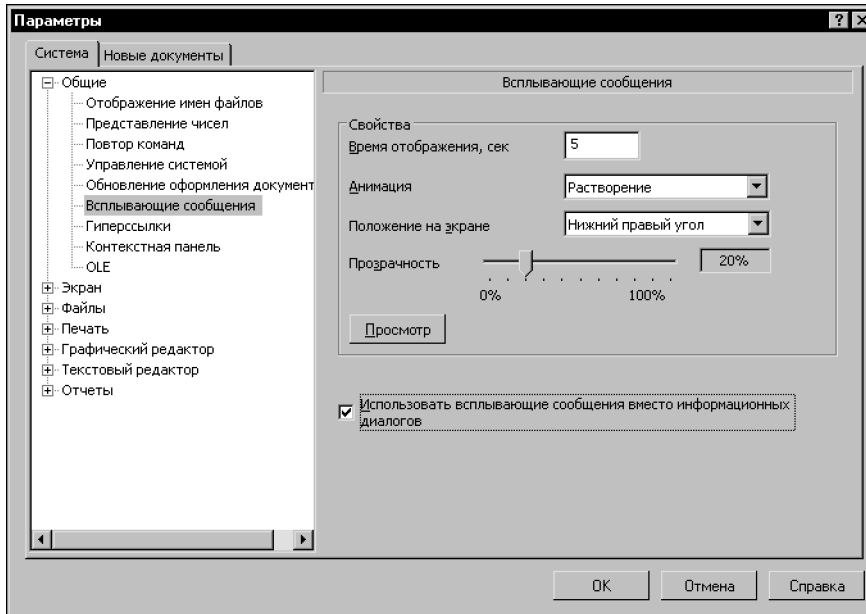 Параметры
Система
Новые документы
Общие
Отображение имен файлов
Представление чисел
Повтор команд
Управление системой
Обновление оформления документ
Всплывающие сообщения
Гиперссылки
Контекстная панель
OLE
Экран
Файлы
Печать
Графический редактор
Текстовый редактор
Отчеты
Всплывающие сообщения
Свойства
Время отображения, сек
5
Анимация
Растворение
Положение на экране
Нижний правый угол
Прозрачность
20%
0%
100%
Просмотр
Использовать всплывающие сообщения вместо информационных
диалогов
OK
Отмена
Справка